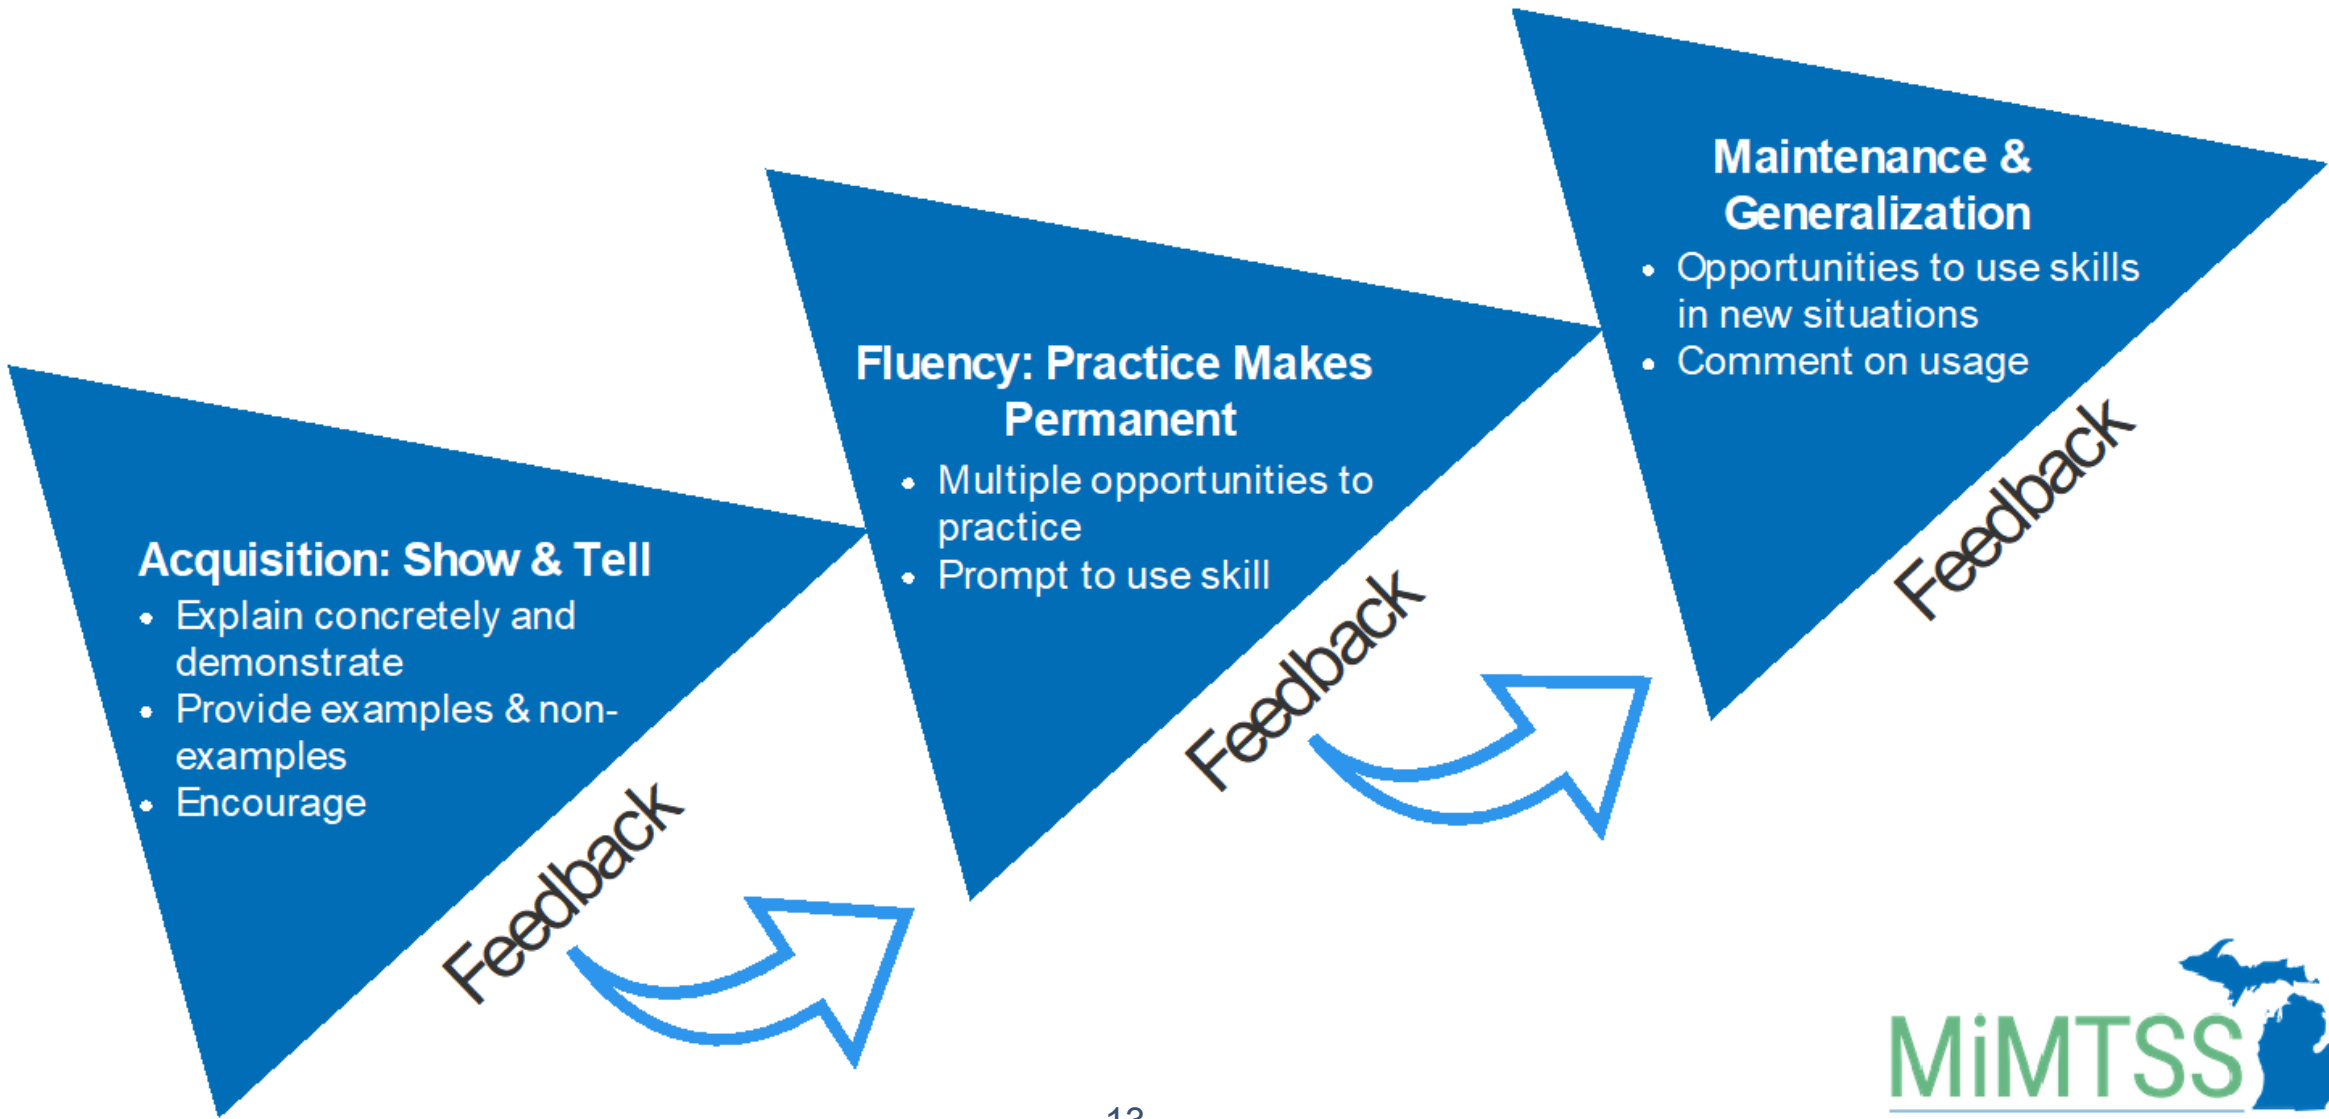 Acquisition: Show & Tell
• Explain concretely and
demonstrate
• Provide examples & non-
examples
• Encourage
Feedback
Fluency: Practice Makes
Permanent
• Multiple opportunities to
practice
• Prompt to use skill
Feedback
Maintenance &
Generalization
• Opportunities to use skills
in new situations
• Comment on usage
Feedback
13
MiMTSS